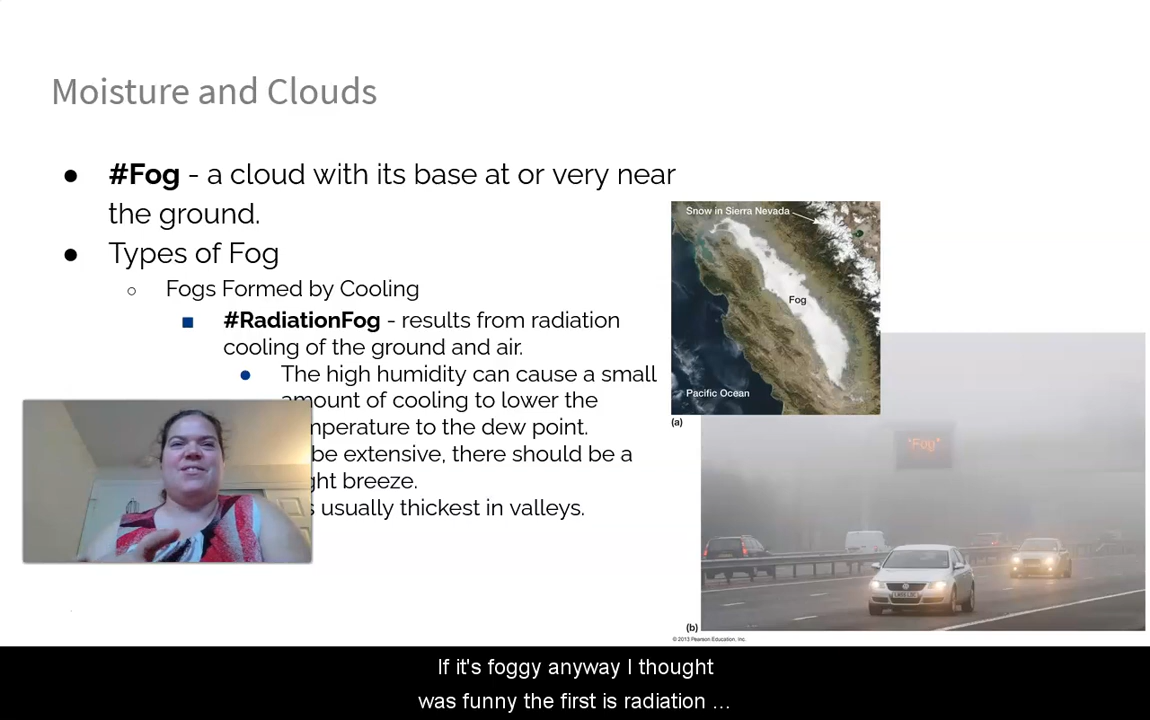 Moisture and Clouds
● #Fog - a cloud with its base at or very near
the ground.
● Types of Fog
○ Fogs Formed by Cooling
■ #RadiationFog - results from radiation
cooling of the ground and air.
● The high humidity can cause a small
amount of cooling to lower the
mperature to the dew point.
be extensive, there should be a
ght breeze.
s usually thickest in valleys.
Snow in Sierra Nevada
Fog
Pacific Ocean
(a)
"Fog"
(b)
© 2013 Pearson Education, Inc.
If it's foggy anyway I thought
was funny the first is radiation ...